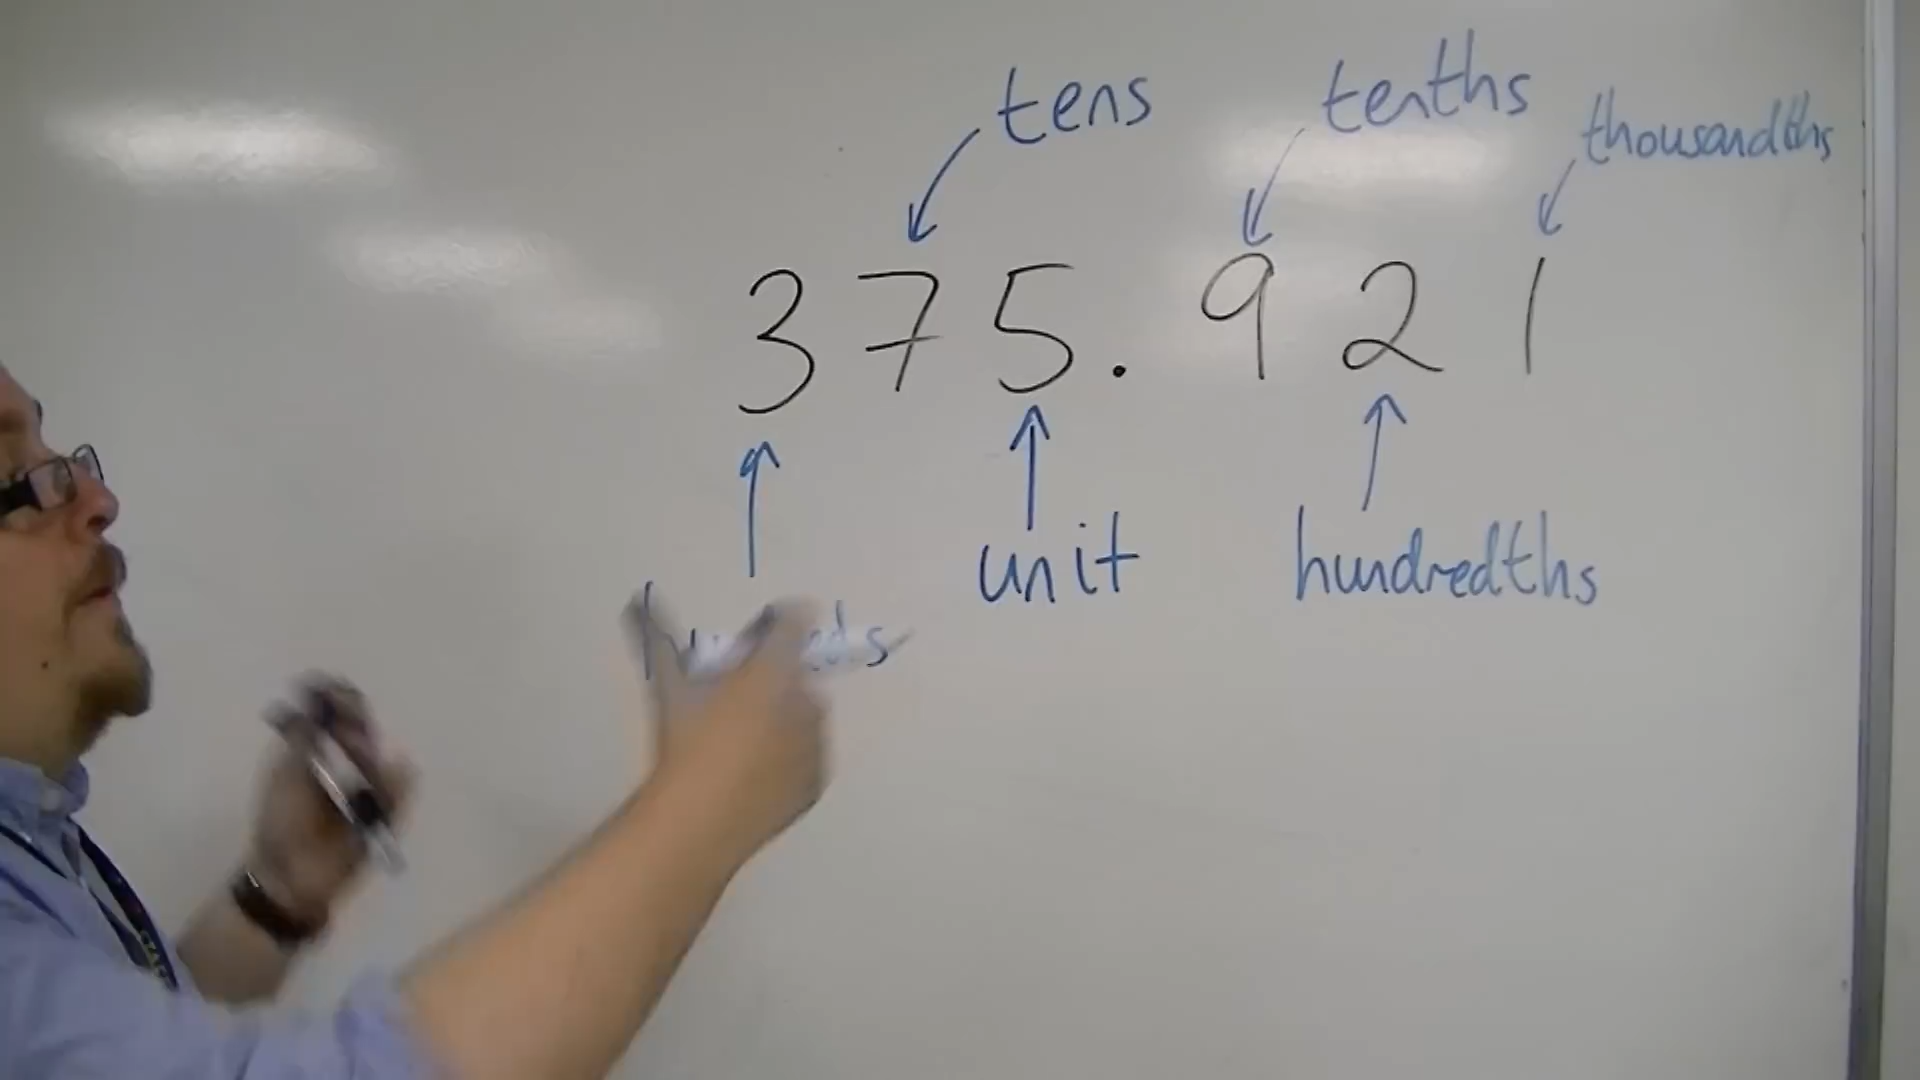 tens
tenths
thousandths
375.921
unit
hundredths